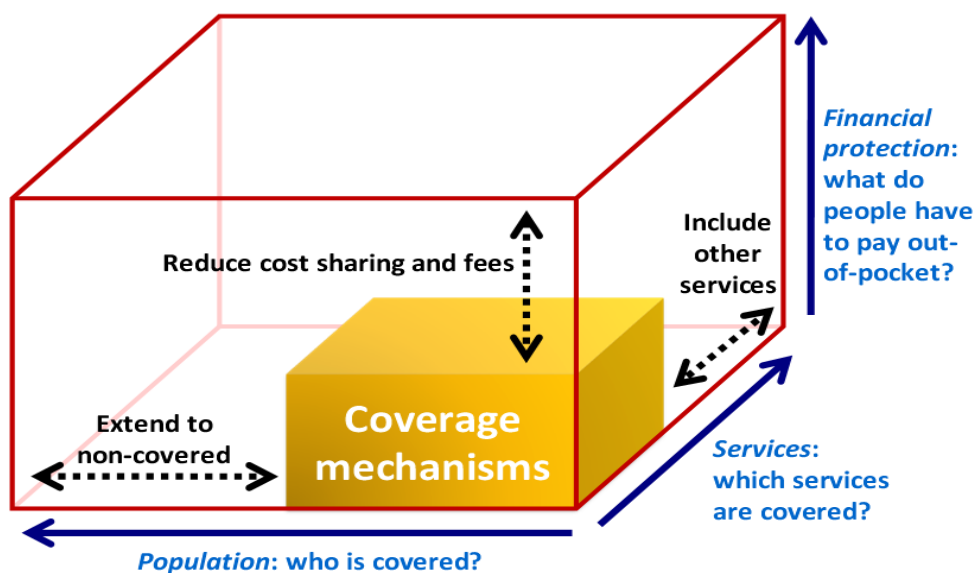 Financial
protection:
what do
people have
to pay out-
of-pocket?
Include
other
services
Reduce cost sharing and fees
Extend to
non-covered
Coverage
mechanisms
Services:
which services
are covered?
Population: who is covered?